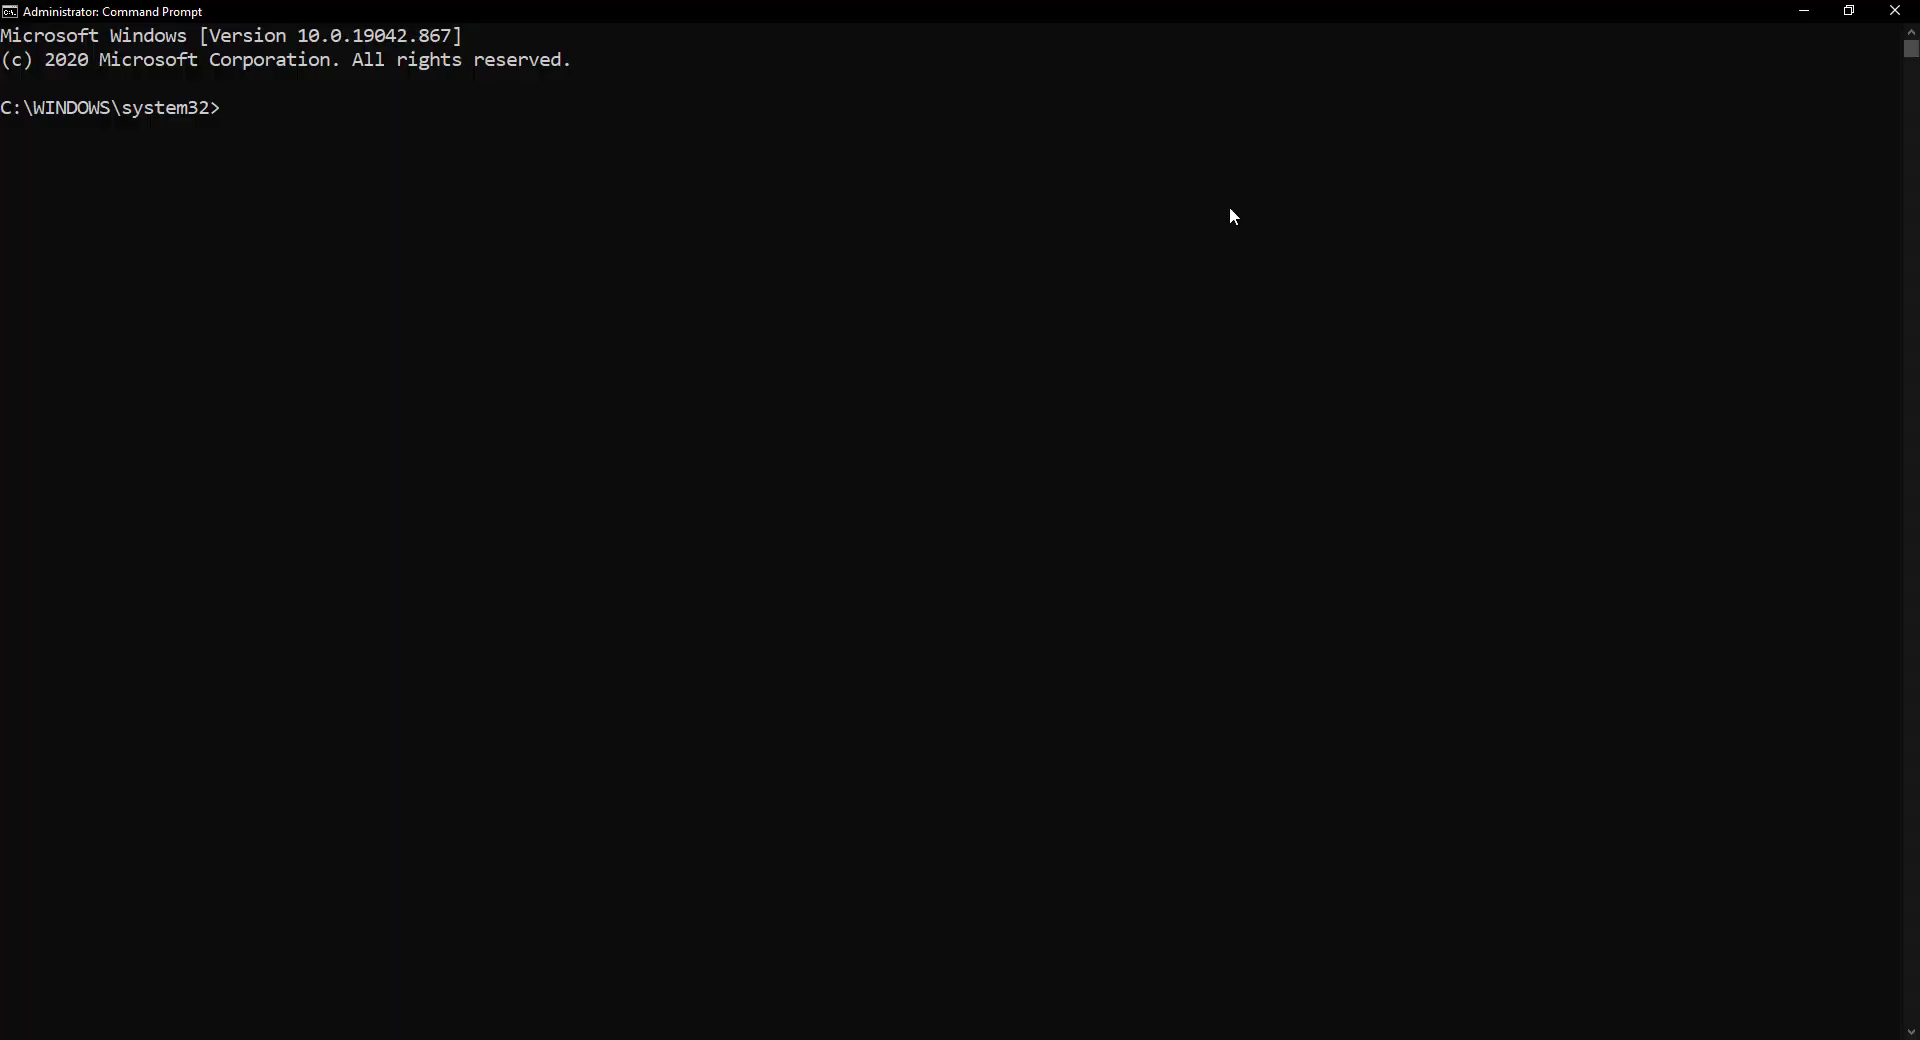 Administrator: Command Prompt
Microsoft Windows [Version 10.0.19042.867]
(c) 2020 Microsoft Corporation. All rights reserved.
C:\WINDOWS\system32>